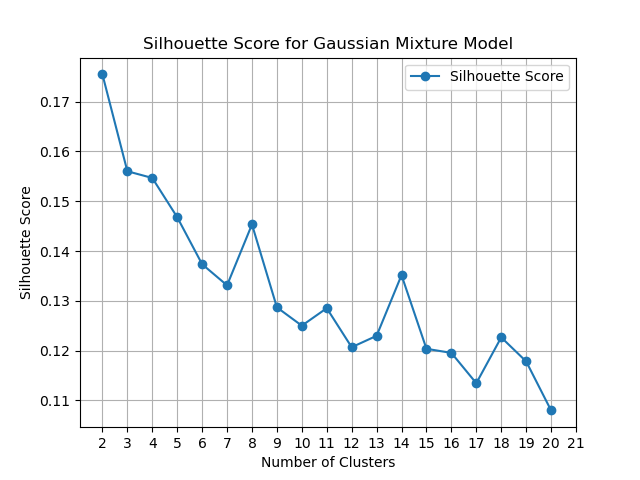 Silhouette Score for Gaussian Mixture Model
Silhouette Score
0.17
0.16
0.15
0.14
0.13
0.12
0.11
Silhouette Score
2 3 4 5 6 7 8 9 10 11 12 13 14 15 16 17 18 19 20 21
Number of Clusters